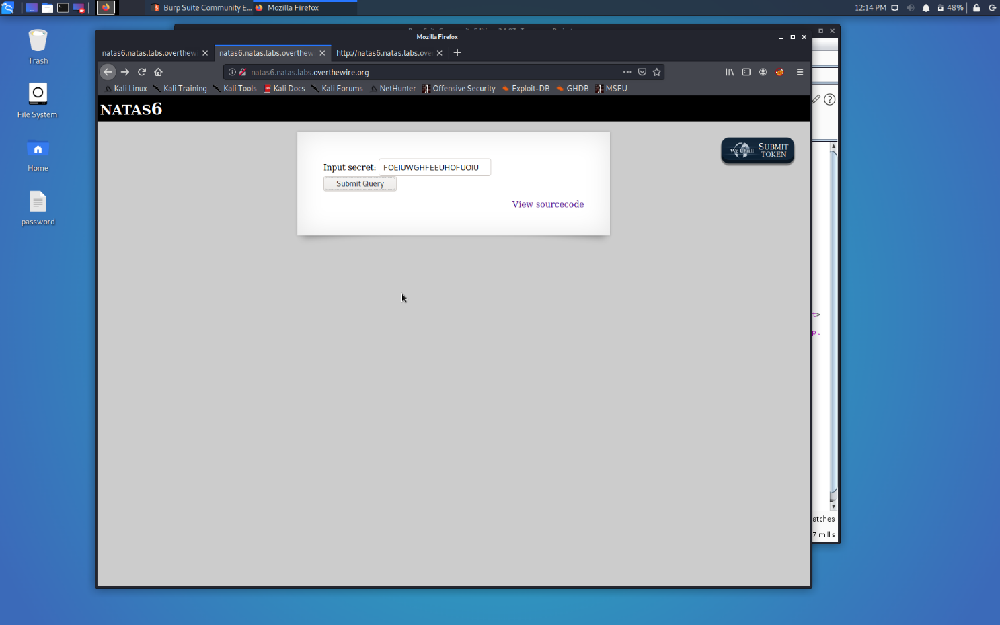 Burp Suite Community E...
Mozilla Firefox
12:14 PM
48%
Trash
File System
Home
password
Mozilla Firefox
natas6.natas.labs.overthew
natas6.natas.labs.overthew
http://natas6.natas.labs.ove
natas6.natas.labs.overthewire.org
Kali Linux
Kali Training
Kali Tools
Kali Docs
Kali Forums
NetHunter
Offensive Security
Exploit-DB
GHDB
MSFU
NATAS6
Input secret: FOEIUWGHFEEUHOFUOIU
Submit Query
View sourcecode
We Chall
SUBMIT
TOKEN
t>
pt
atches
7 millis